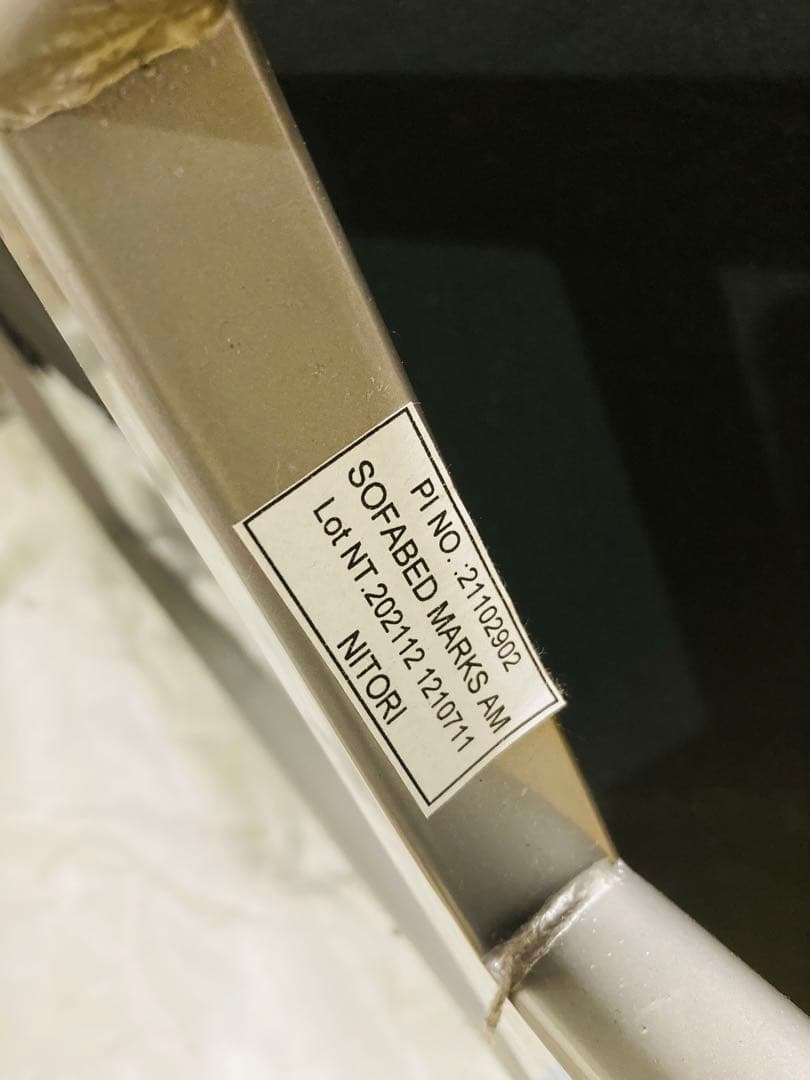 PI NO. :21102902
SOFABED MARKS AM
Lot NT.202112 1210711
NITORI